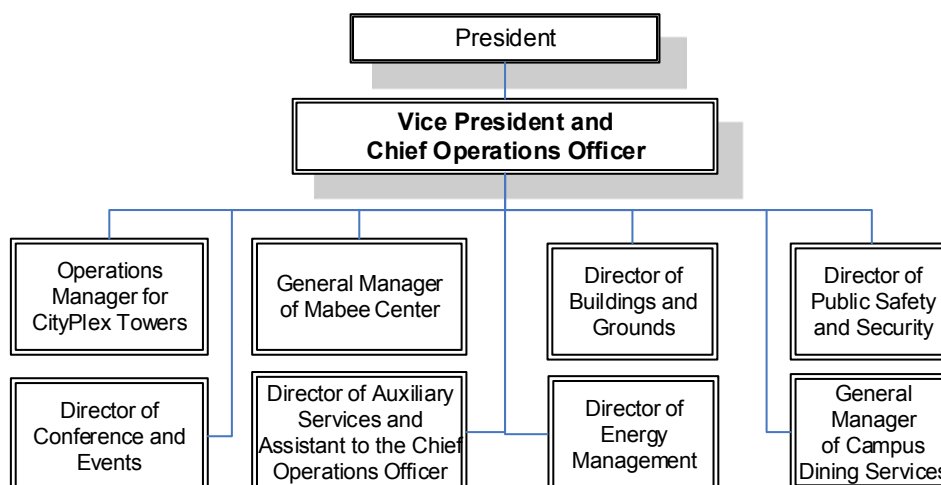 President
Vice President and
Chief Operations Officer
Operations
Manager for
CityPlex Towers
General Manager
of Mabee Center
Director of
Buildings and
Grounds
Director of
Public Safety
and Security
Director of
Conference and
Events
Director of Auxiliary
Services and
Assistant to the Chief
Operations Officer
Director of
Energy
Management
General
Manager
of Campus
Dining Services